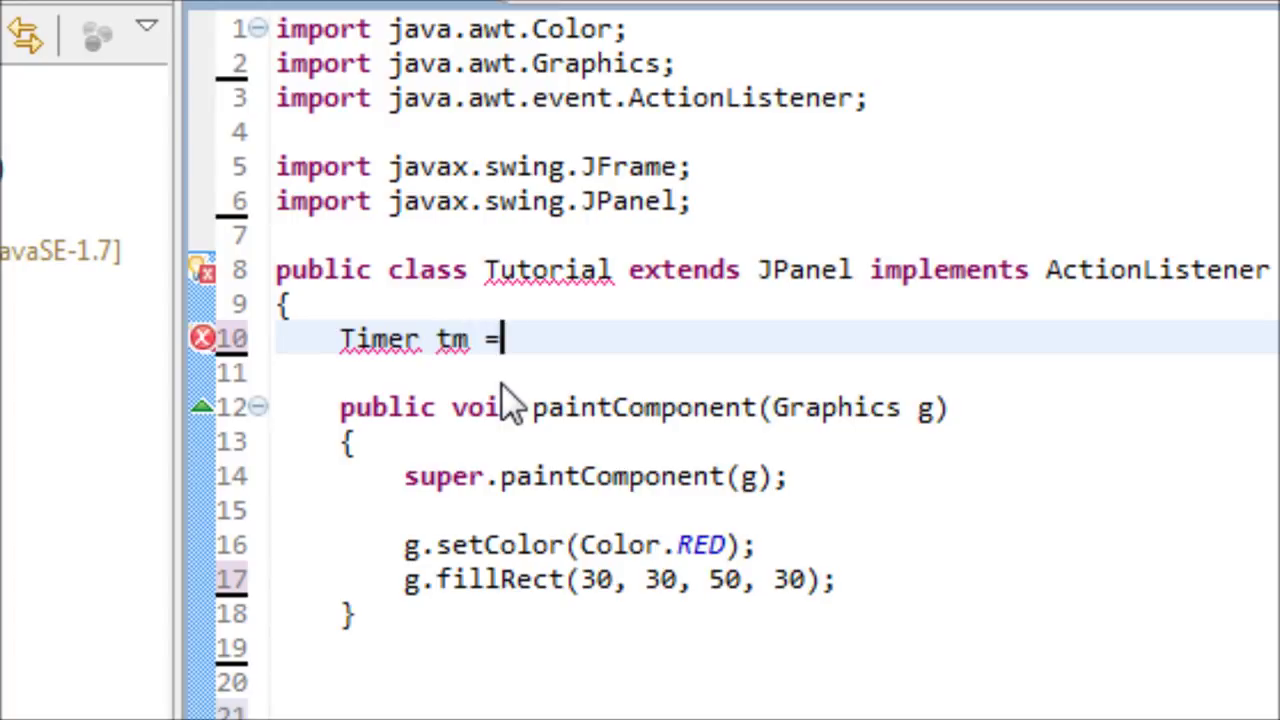 1 import java.awt.Color;
2 import java.awt.Graphics;
3 import java.awt.event.ActionListener;
4
5 import javax.swing.JFrame;
6 import javax.swing.JPanel;
7
avaSE-1.7]
8 public class Tutorial extends JPanel implements ActionListener
9 {
10 Timer tm =
11
12 public voi paintComponent(Graphics g)
13 {
14 super.paintComponent(g);
15
16 g.setColor(Color.RED);
17 g.fillRect(30, 30, 50, 30);
18 }
19
20
21